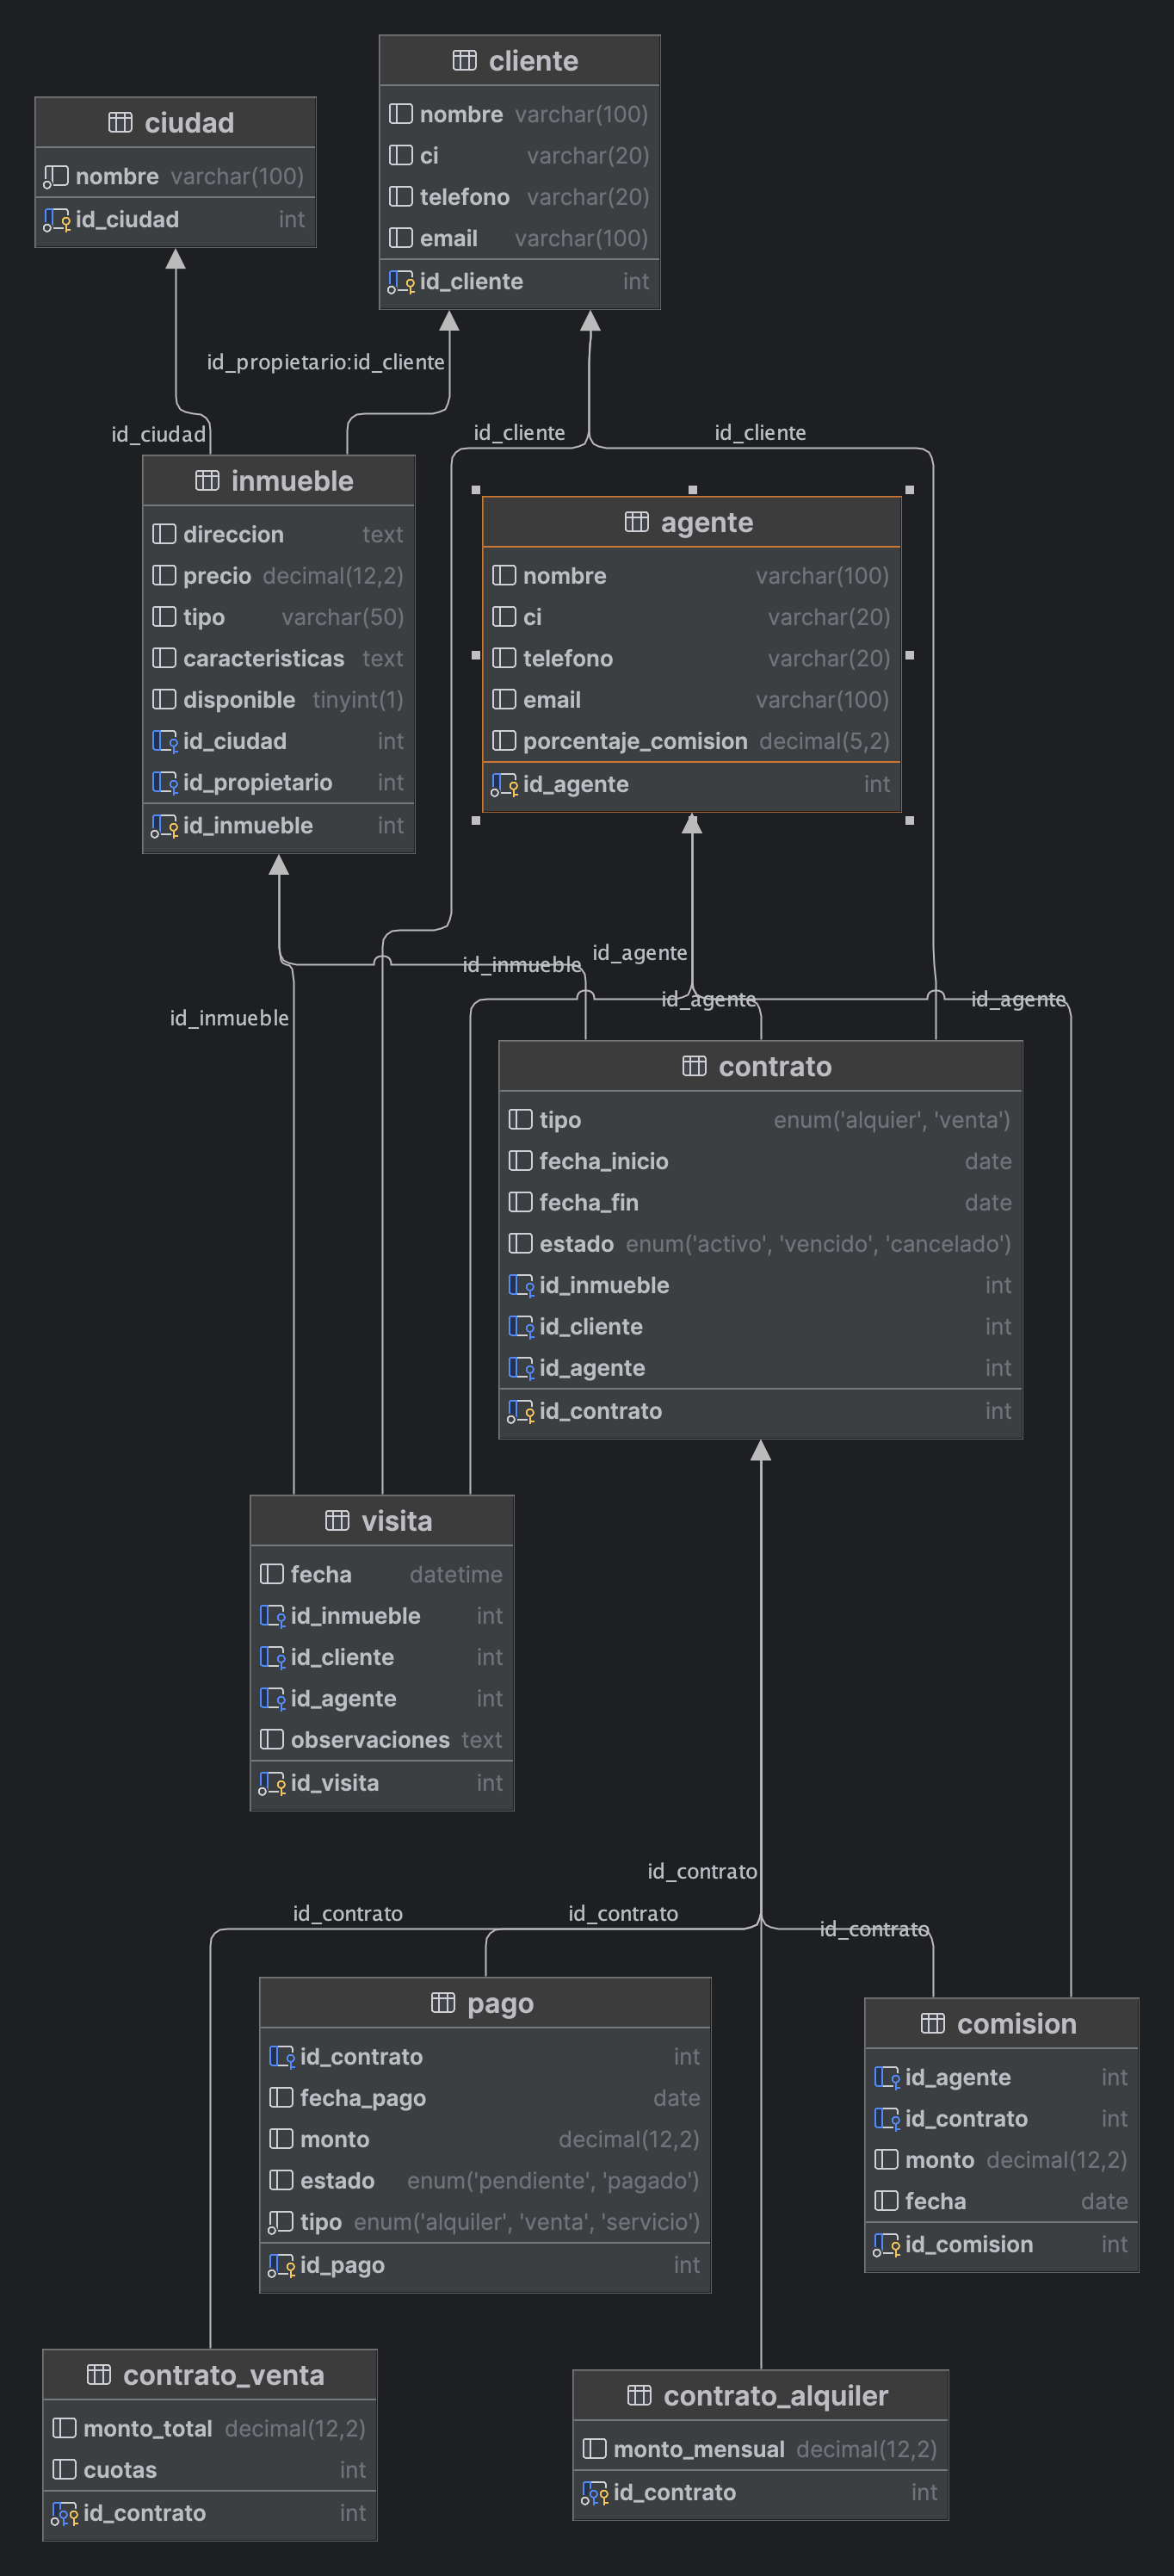 cliente
nombre varchar(100)
ci varchar(20)
telefono varchar(20)
email varchar(100)
id_cliente int
ciudad
nombre varchar(100)
id_ciudad int
id_propietario:id_cliente
id_ciudad
id_cliente
id_cliente
inmueble
direccion text
precio decimal(12,2)
tipo varchar(50)
caracteristicas text
disponible tinyint(1)
id_ciudad int
id_propietario int
id_inmueble int
agente
nombre varchar(100)
ci varchar(20)
telefono varchar(20)
email varchar(100)
porcentaje_comision decimal(5,2)
id_agente int
id_agente
id_inmueble
id_agente
id_agente
id_inmueble
contrato
tipo enum('alquier', 'venta')
fecha_inicio date
fecha_fin date
estado enum('activo', 'vencido', 'cancelado')
id_inmueble int
id_cliente int
id_agente int
id_contrato int
visita
fecha datetime
id_inmueble int
id_cliente int
id_agente int
observaciones text
id_visita int
id_contrato
id_contrato
id_contrato
id_contrato
pago
id_contrato int
fecha_pago date
monto decimal(12,2)
estado enum('pendiente', 'pagado')
tipo enum('alquiler', 'venta', 'servicio')
id_pago int
comision
id_agente int
id_contrato int
monto decimal(12,2)
fecha date
id_comision int
contrato_venta
monto_total decimal(12,2)
cuotas int
id_contrato int
contrato_alquiler
monto_mensual decimal(12,2)
id_contrato int